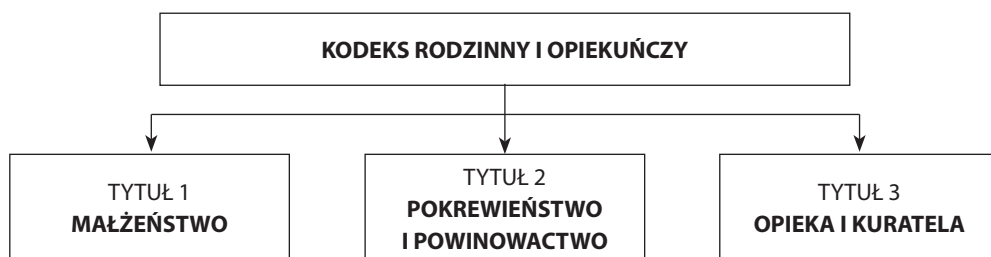 KODEKS RODZINNY I OPIEKUŃCZY
TYTUŁ 1
MAŁŻEŃSTWO
TYTUŁ 2
POKREWIEŃSTWO
I POWINOWACTWO
TYTUŁ 3
OPIEKA I KURATELA